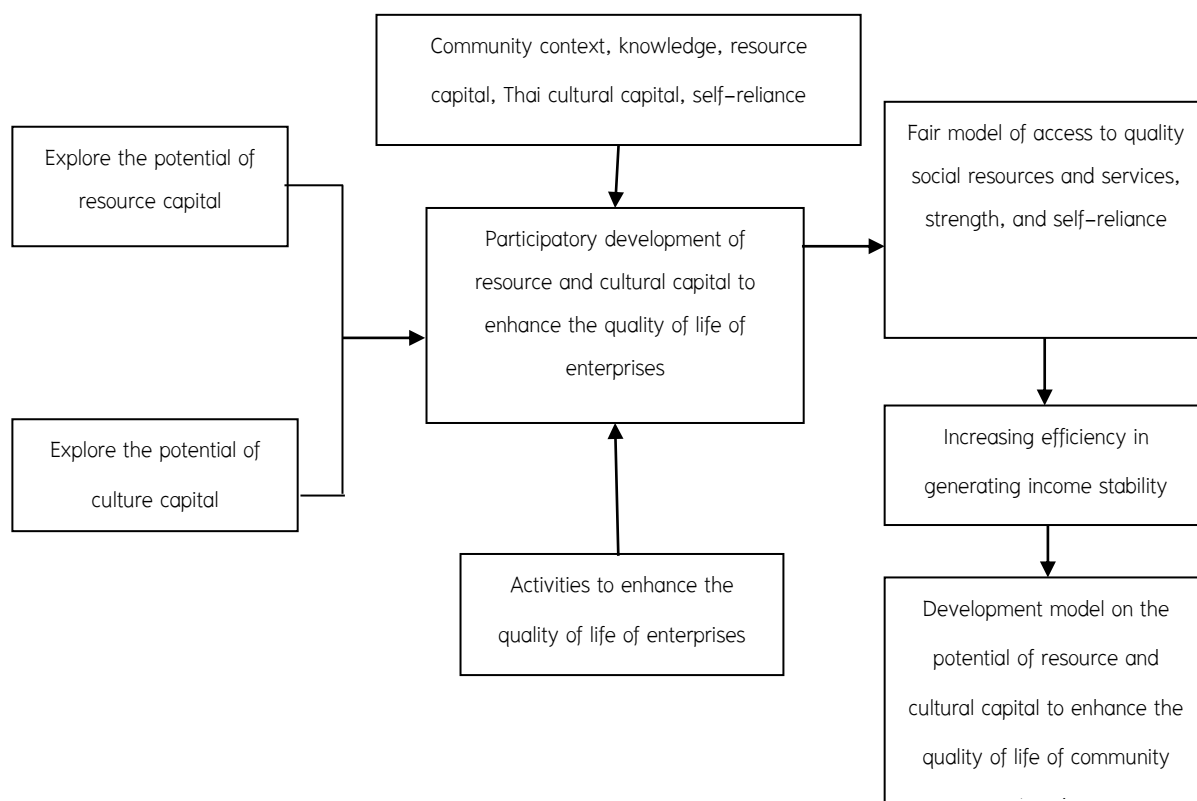 Community context, knowledge, resource
capital, Thai cultural capital, self-reliance
Explore the potential of
resource capital
Fair model of access to quality
social resources and services,
strength, and self-reliance
Participatory development of
resource and cultural capital to
enhance the quality of life of
enterprises
Explore the potential of
culture capital
Increasing efficiency in
generating income stability
Activities to enhance the
quality of life of enterprises
Development model on the
potential of resource and
cultural capital to enhance the
quality of life of community